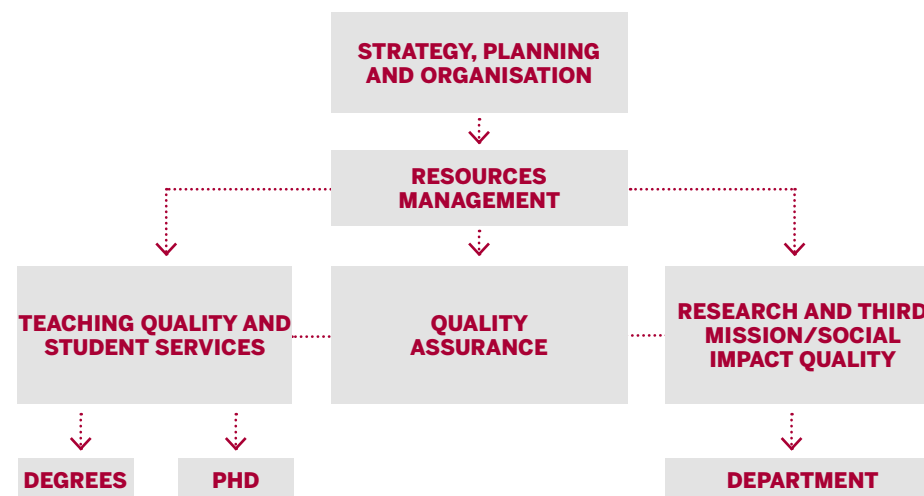 STRATEGY, PLANNING
AND ORGANISATION
RESOURCES
MANAGEMENT
TEACHING QUALITY AND
STUDENT SERVICES
QUALITY
ASSURANCE
RESEARCH AND THIRD
MISSION/SOCIAL
IMPACT QUALITY
DEGREES
PHD
DEPARTMENT